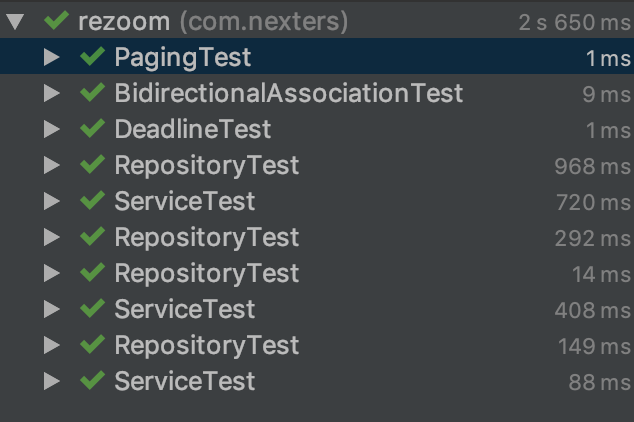 rezoom (com.nexters) 2 s 650 ms
PagingTest 1 ms
BidirectionalAssociationTest 9 ms
DeadlineTest 1 ms
RepositoryTest 968 ms
ServiceTest 720 ms
RepositoryTest 292 ms
RepositoryTest 14 ms
ServiceTest 408 ms
RepositoryTest 149 ms
ServiceTest 88 ms